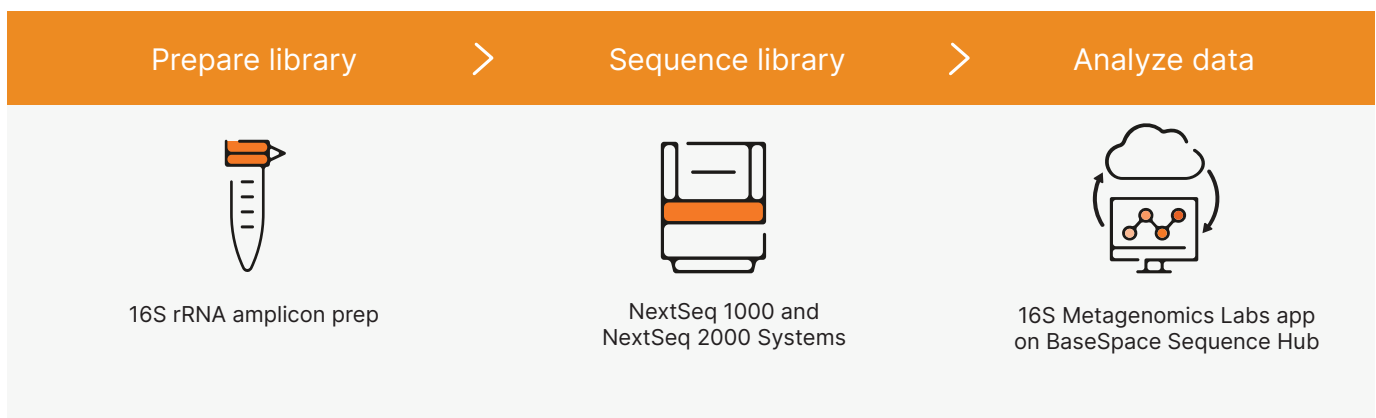 Prepare library
Sequence library
Analyze data
16S rRNA amplicon prep
NextSeq 1000 and
NextSeq 2000 Systems
16S Metagenomics Labs app
on BaseSpace Sequence Hub